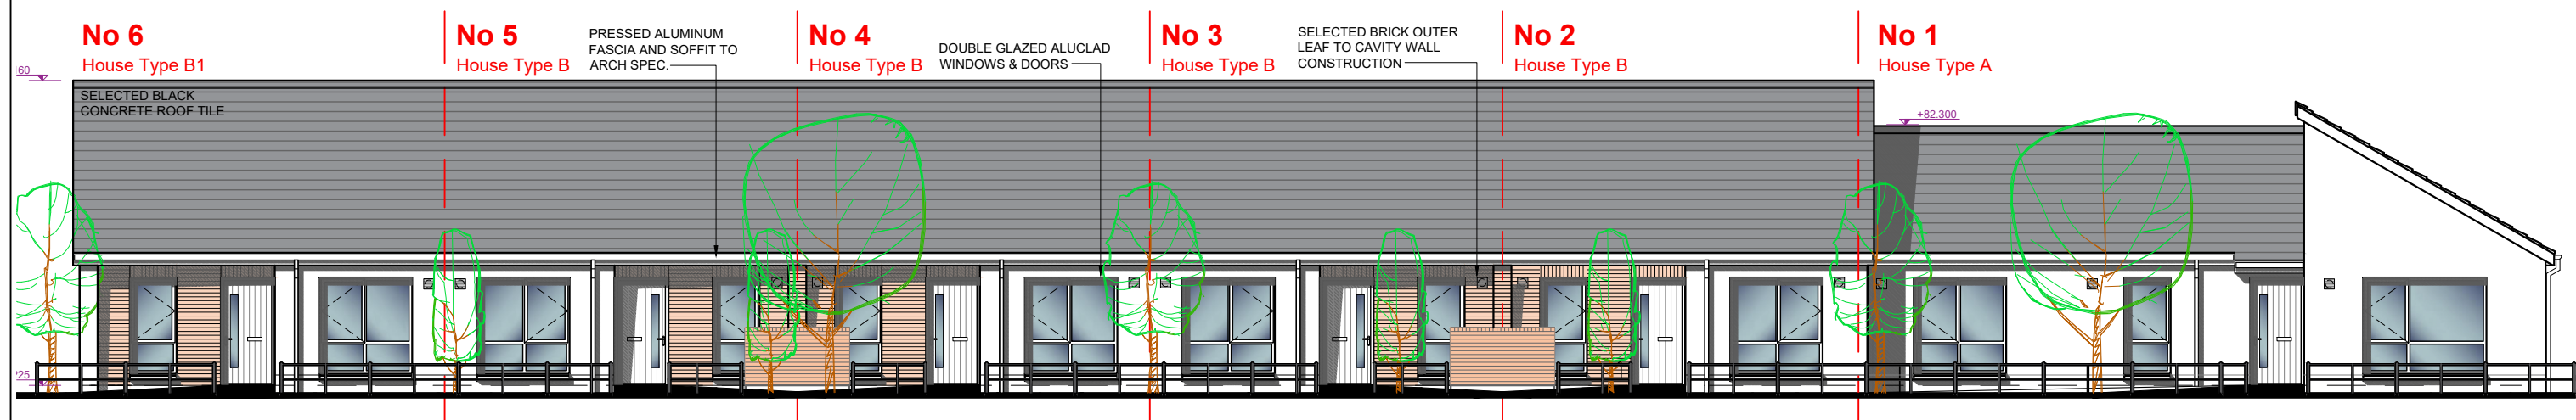 No 6
House Type B1
No 5
House Type B
PRESSED ALUMINUM
FASCIA AND SOFFIT TO
ARCH SPEC.
No 4
House Type B
DOUBLE GLAZED ALUCLAD
WINDOWS & DOORS
No 3
House Type B
SELECTED BRICK OUTER
LEAF TO CAVITY WALL
CONSTRUCTION
No 2
House Type B
No 1
House Type A
60
SELECTED BLACK
CONCRETE ROOF TILE
+82.300
25